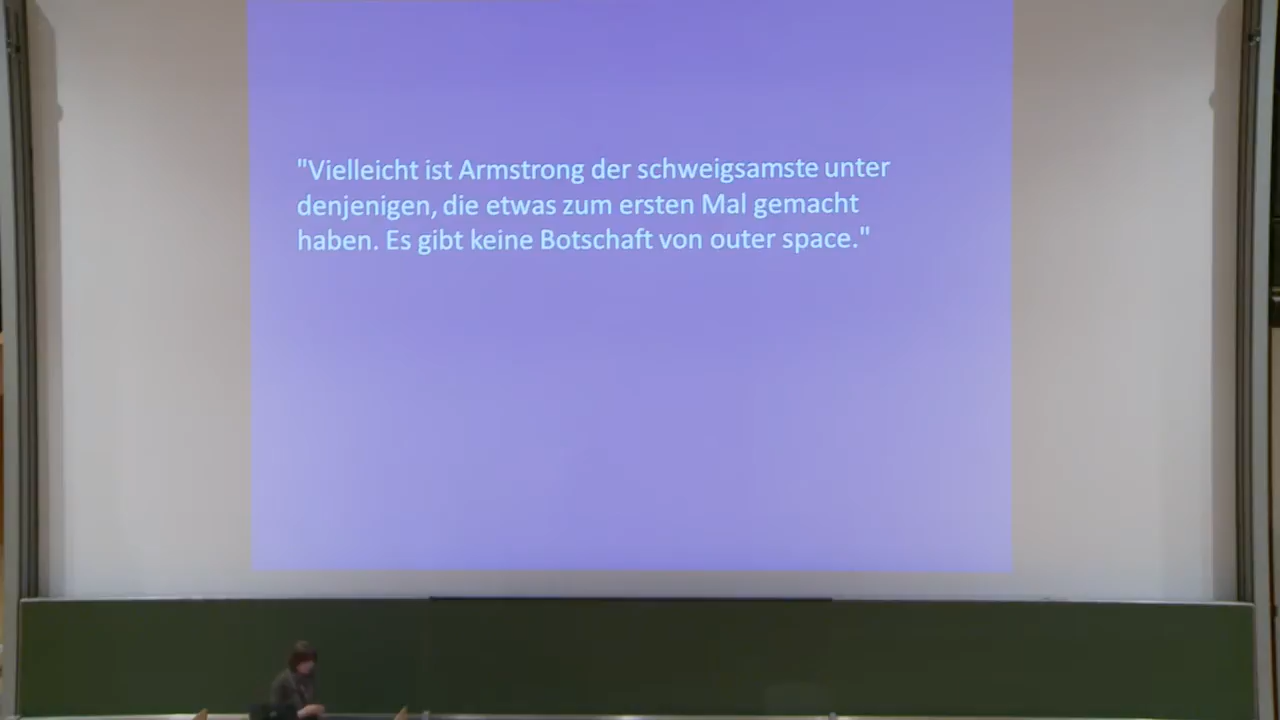 "Vielleicht ist Armstrong der schweigsamste unter
denjenigen, die etwas zum ersten Mal gemacht
haben. Es gibt keine Botschaft von outer space."